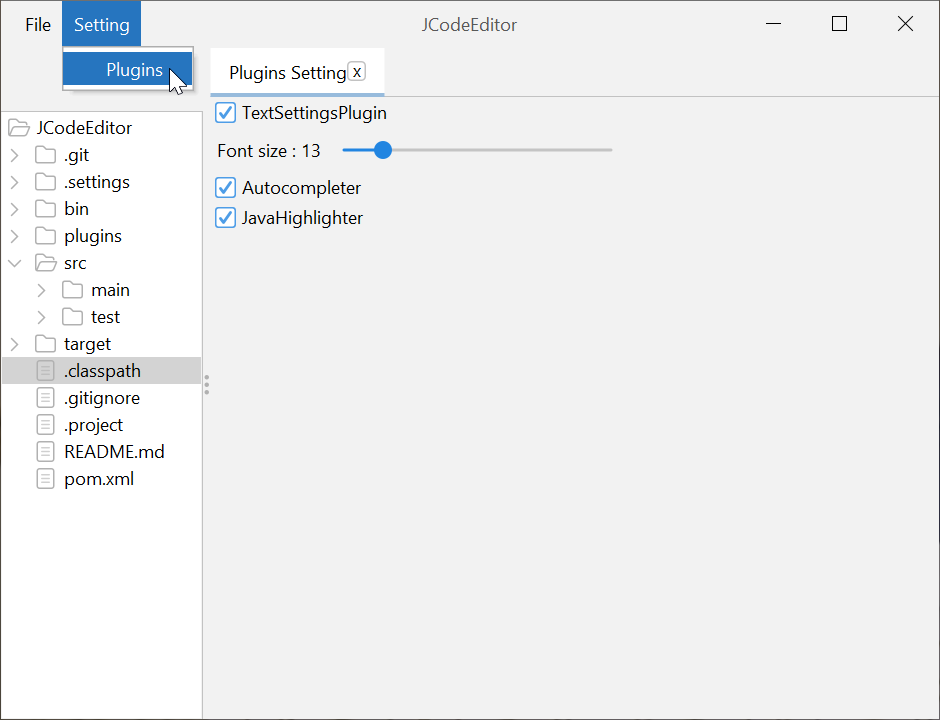 File Setting JCodeEditor
Plugins
Plugins Setting x
TextSettingsPlugin
Font size : 13
Autocompleter
JavaHighlighter
JCodeEditor
.git
.settings
bin
plugins
src
main
test
target
.classpath
.gitignore
.project
README.md
pom.xml